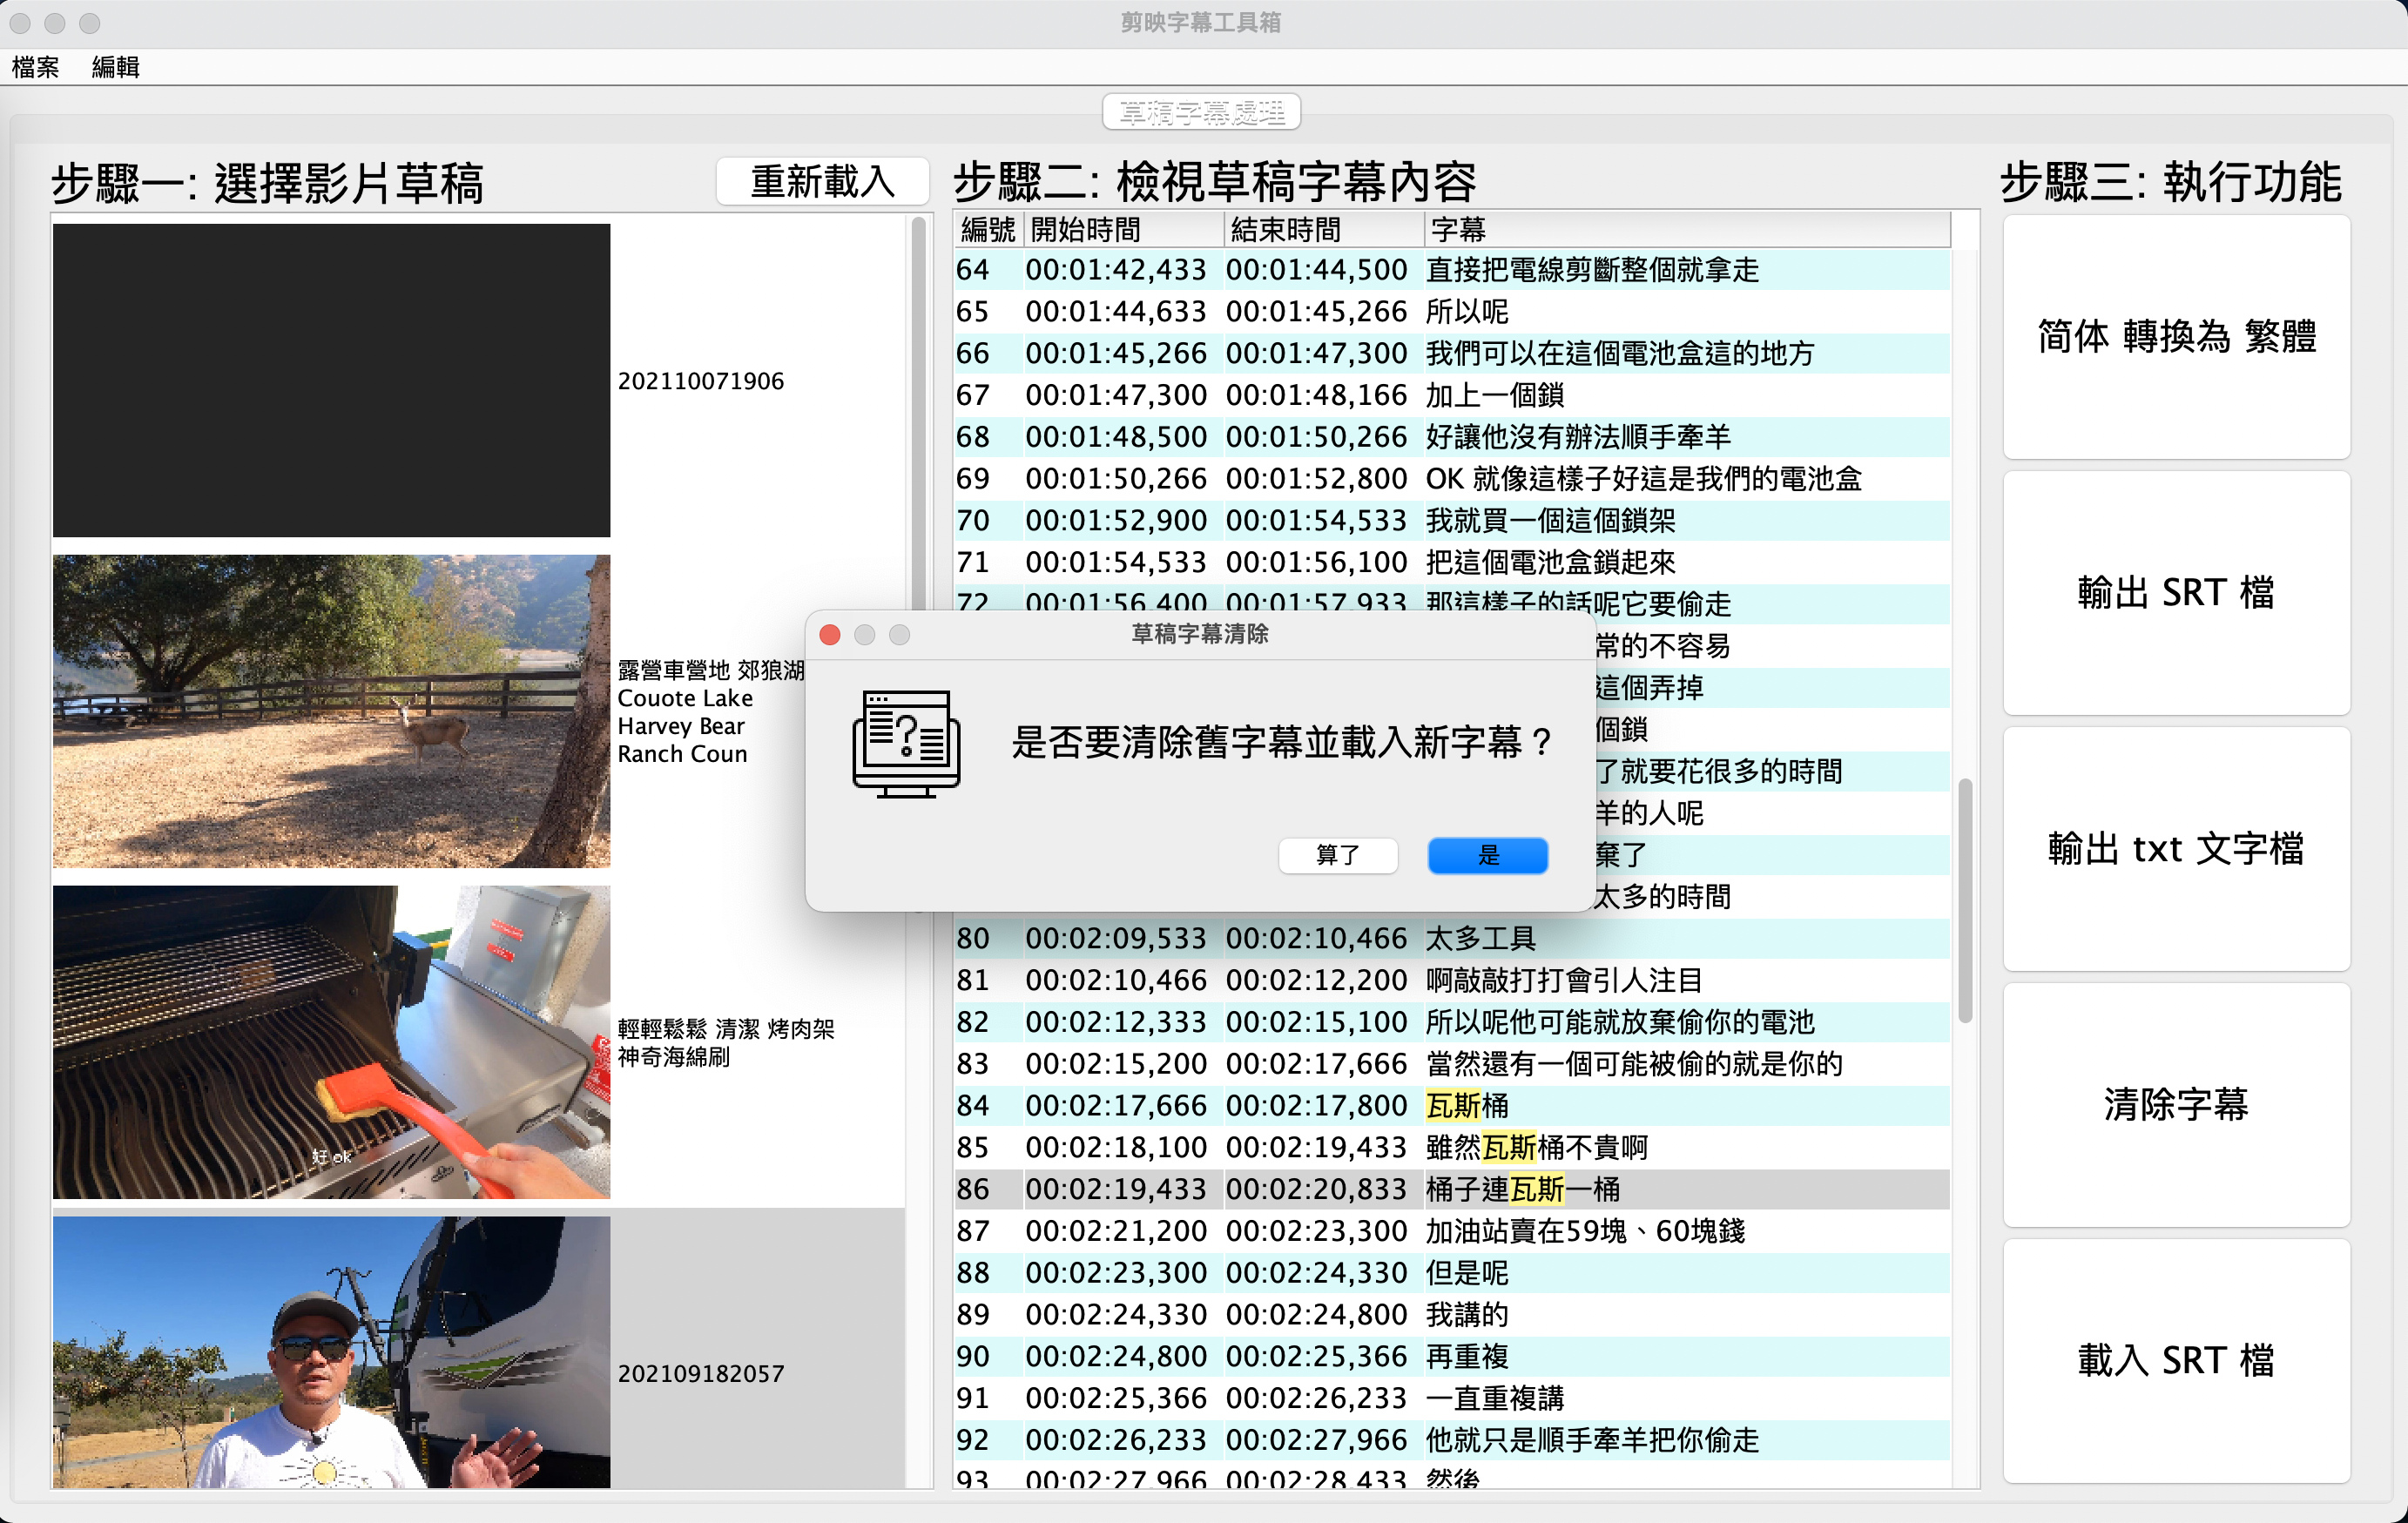 剪映字幕工具箱
檔案 編輯
草稿字幕處理
步驟一: 選擇影片草稿
重新載入
202110071906
露營車營地 郊狼湖
Couote Lake
Harvey Bear
Ranch Coun
輕輕鬆鬆 清潔 烤肉架
神奇海綿刷
好 ok
202109182057
步驟二: 檢視草稿字幕內容
編號 開始時間 結束時間 字幕
64 00:01:42,433 00:01:44,500 直接把電線剪斷整個就拿走
65 00:01:44,633 00:01:45,266 所以呢
66 00:01:45,266 00:01:47,300 我們可以在這個電池盒這的地方
67 00:01:47,300 00:01:48,166 加上一個鎖
68 00:01:48,500 00:01:50,266 好讓他沒有辦法順手牽羊
69 00:01:50,266 00:01:52,800 OK 就像這樣子好這是我們的電池盒
70 00:01:52,900 00:01:54,533 我就買一個這個鎖架
71 00:01:54,533 00:01:56,100 把這個電池盒鎖起來
72 00:01:56,400 00:01:57,933 那這樣子的話呢它要偷走
常的不容易
這個弄掉
個鎖
了就要花很多的時間
羊的人呢
棄了
太多的時間
80 00:02:09,533 00:02:10,466 太多工具
81 00:02:10,466 00:02:12,200 啊敲敲打打會引人注目
82 00:02:12,333 00:02:15,100 所以呢他可能就放棄偷你的電池
83 00:02:15,200 00:02:17,666 當然還有一個可能被偷的就是你的
84 00:02:17,666 00:02:17,800 瓦斯桶
85 00:02:18,100 00:02:19,433 雖然瓦斯桶不貴啊
86 00:02:19,433 00:02:20,833 桶子連瓦斯一桶
87 00:02:21,200 00:02:23,300 加油站賣在59塊、60塊錢
88 00:02:23,300 00:02:24,330 但是呢
89 00:02:24,330 00:02:24,800 我講的
90 00:02:24,800 00:02:25,366 再重複
91 00:02:25,366 00:02:26,233 一直重複講
92 00:02:26,233 00:02:27,966 他就只是順手牽羊把你偷走
93 00:02:27,966 00:02:28,433 然後
草稿字幕清除
是否要清除舊字幕並載入新字幕？
算了
是
步驟三: 執行功能
简体 轉換為 繁體
輸出 SRT 檔
輸出 txt 文字檔
清除字幕
載入 SRT 檔